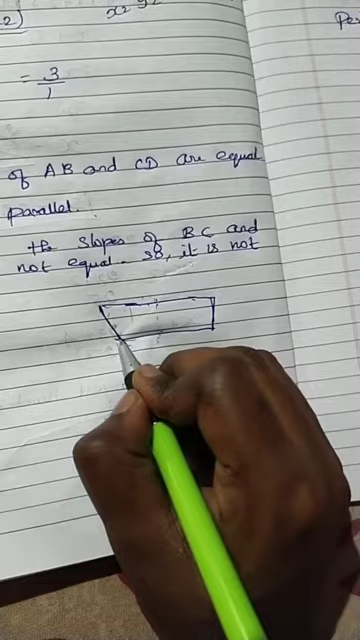 2)
= 3/1
of AB and CD are equal
parallel.
the slopes of BC and
not equal. So, it is not